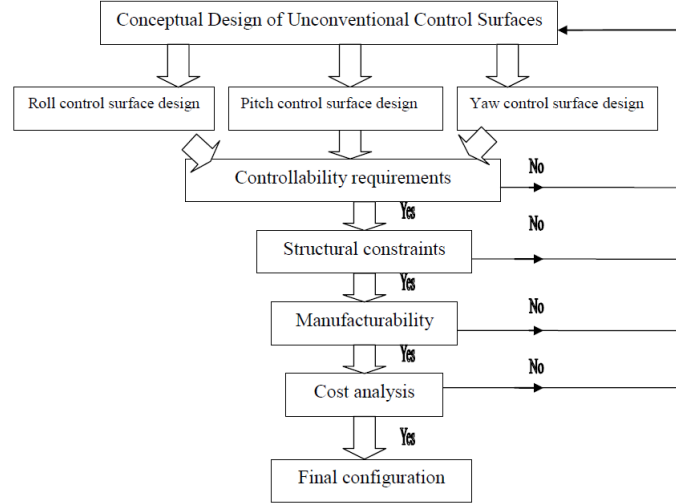 Conceptual Design of Unconventional Control Surfaces
Roll control surface design
Pitch control surface design
Yaw control surface design
No
Controllability requirements
Yes
No
Structural constraints
Yes
No
Manufacturability
Yes
No
Cost analysis
Yes
Final configuration